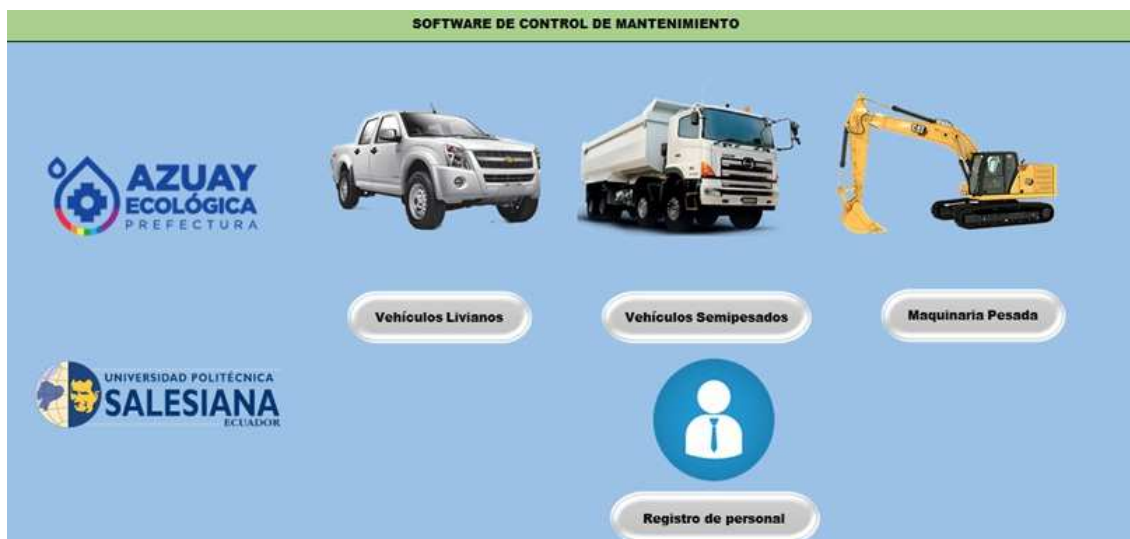 SOFTWARE DE CONTROL DE MANTENIMIENTO
AZUAY
ECOLÓGICA
PREFECTURA
CAT
Vehículos Livianos
Vehículos Semipesados
Maquinaria Pesada
UNIVERSIDAD POLITÉCNICA
SALESIANA
ECUADOR
Registro de personal